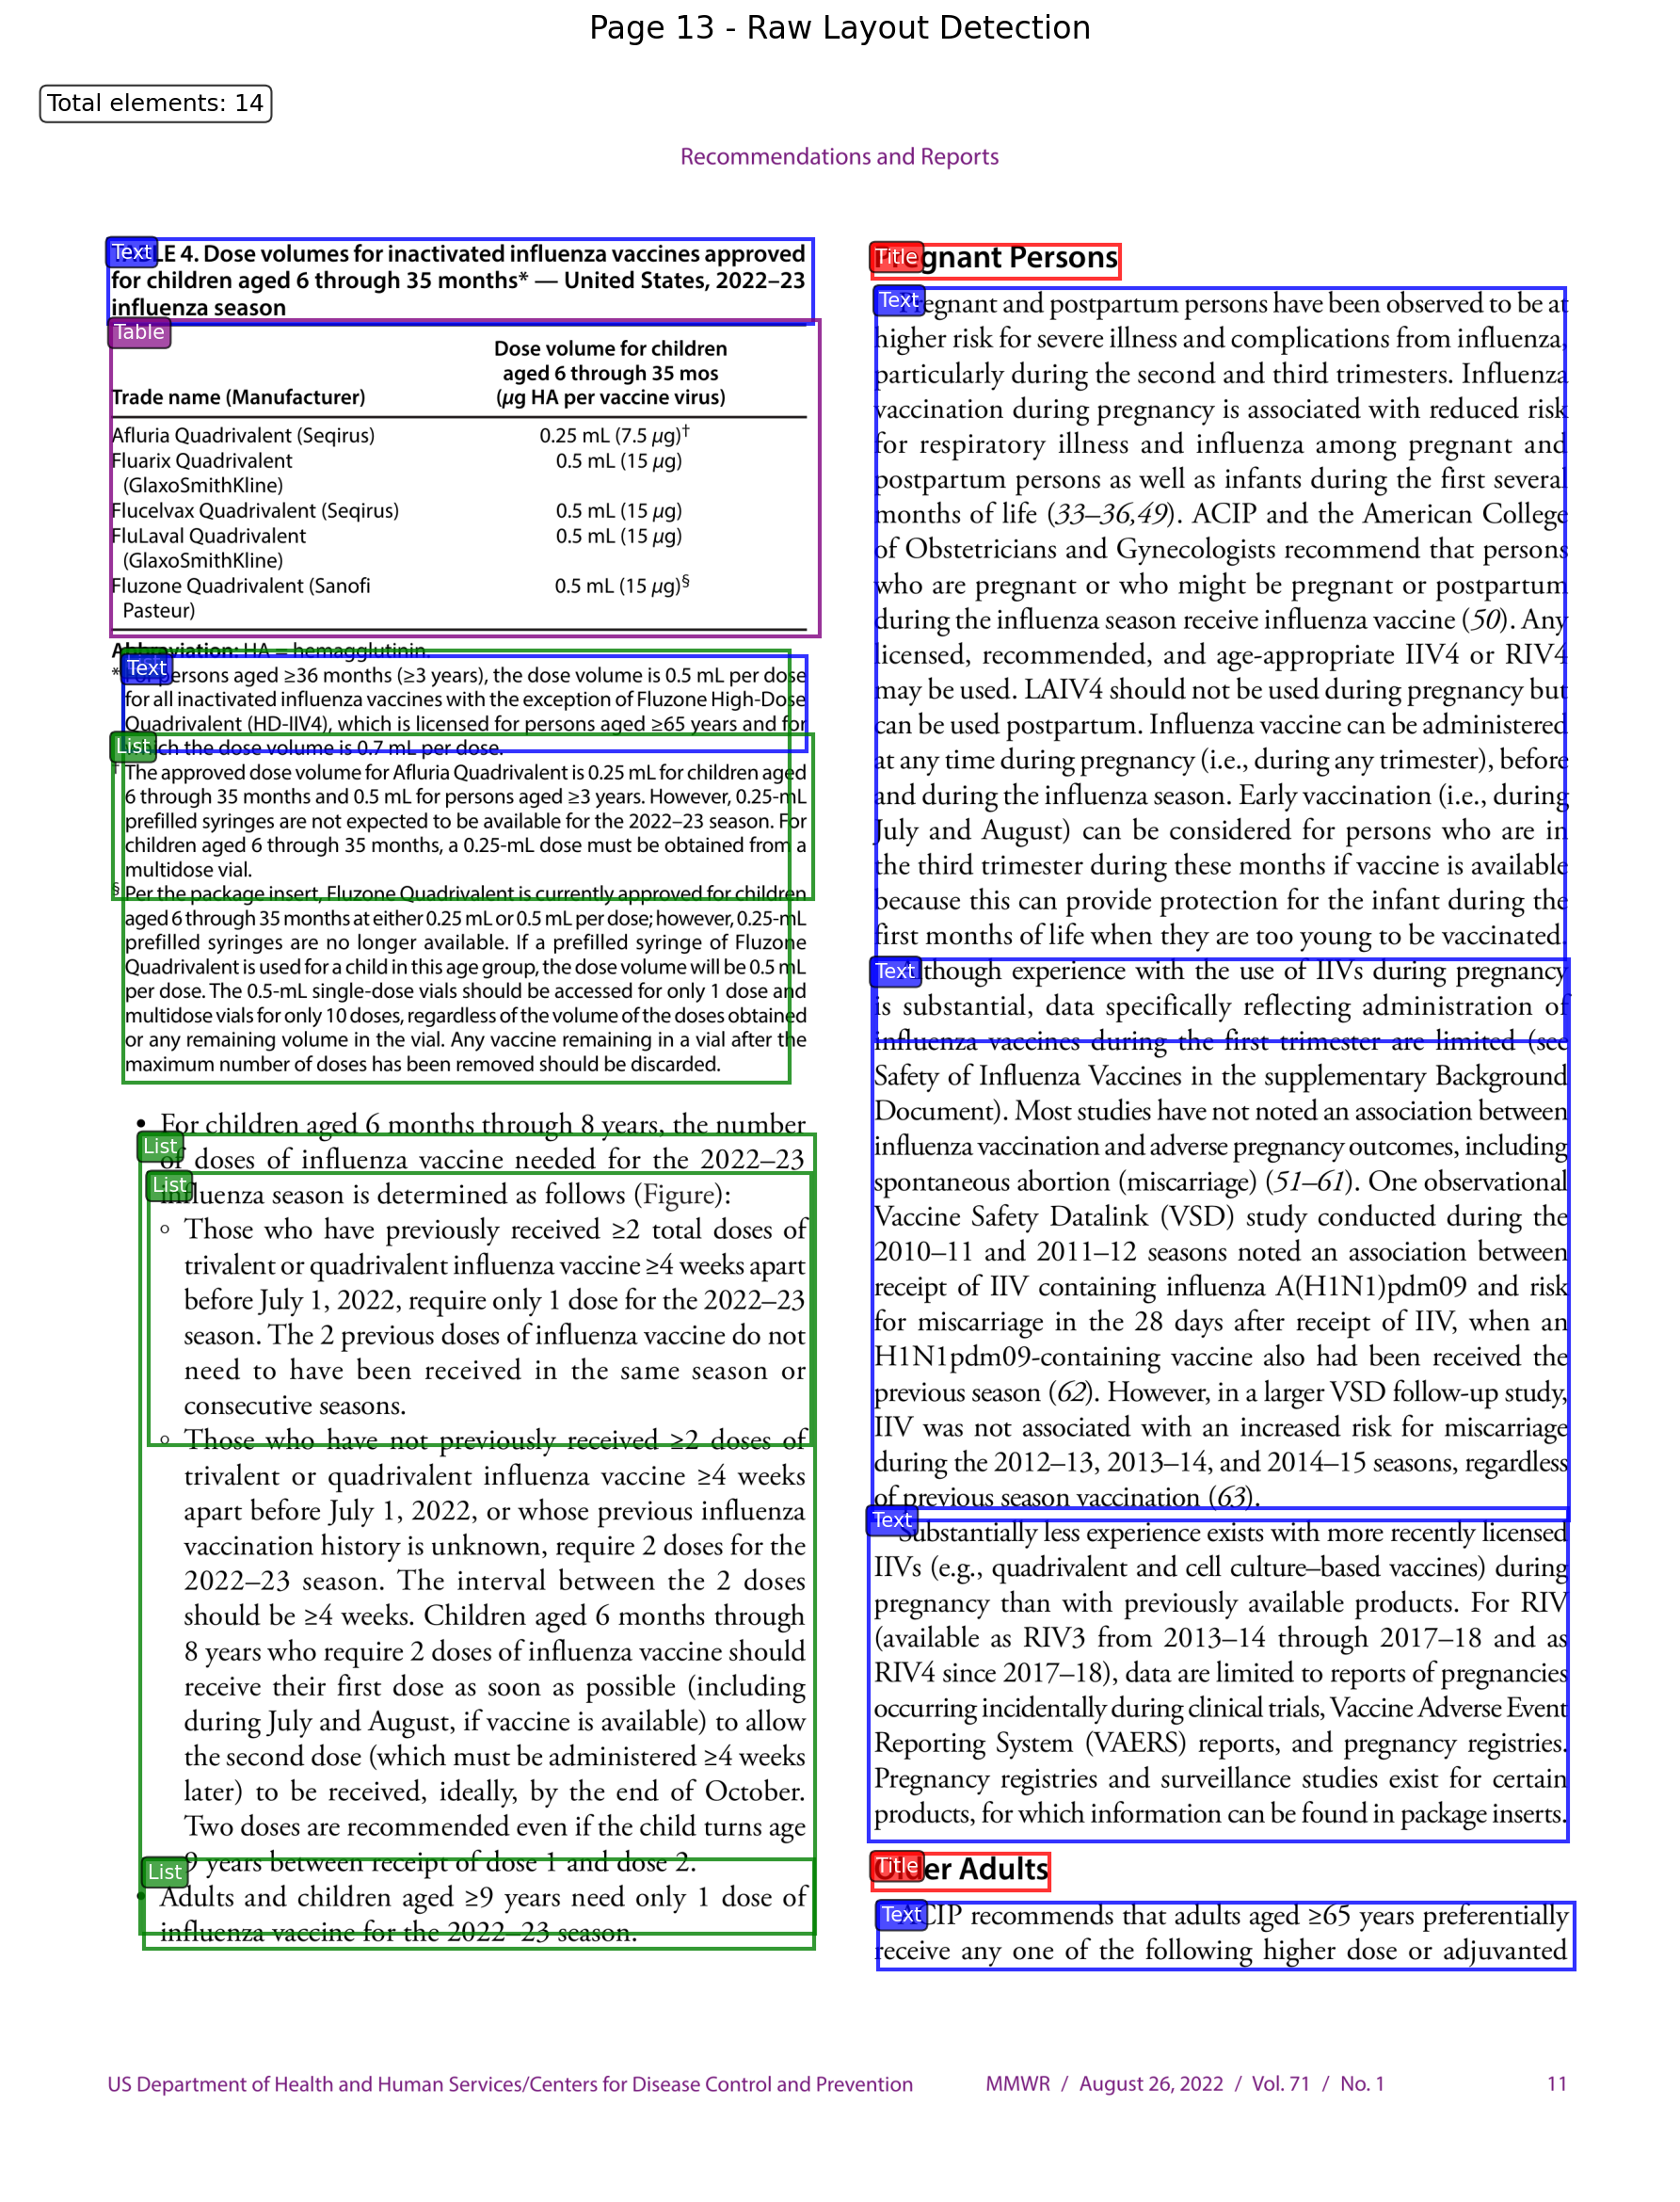 Page 13 - Raw Layout Detection
Total elements: 14
Recommendations and Reports
Text
LE 4. Dose volumes for inactivated influenza vaccines approved
for children aged 6 through 35 months* — United States, 2022–23
influenza season
Table
Dose volume for children
aged 6 through 35 mos
Trade name (Manufacturer) (µg HA per vaccine virus)
Afluria Quadrivalent (Seqirus) 0.25 mL (7.5 µg)†
Fluarix Quadrivalent 0.5 mL (15 µg)
(GlaxoSmithKline)
Flucelvax Quadrivalent (Seqirus) 0.5 mL (15 µg)
FluLaval Quadrivalent 0.5 mL (15 µg)
(GlaxoSmithKline)
Fluzone Quadrivalent (Sanofi 0.5 mL (15 µg)§
Pasteur)
Abbreviation: HA = hemagglutinin.
Text
* For persons aged ≥36 months (≥3 years), the dose volume is 0.5 mL per dose
for all inactivated influenza vaccines with the exception of Fluzone High-Dose
Quadrivalent (HD-IIV4), which is licensed for persons aged ≥65 years and for
List
which the dose volume is 0.7 mL per dose.
† The approved dose volume for Afluria Quadrivalent is 0.25 mL for children aged
6 through 35 months and 0.5 mL for persons aged ≥3 years. However, 0.25-mL
prefilled syringes are not expected to be available for the 2022–23 season. For
children aged 6 through 35 months, a 0.25-mL dose must be obtained from a
multidose vial.
§ Per the package insert, Fluzone Quadrivalent is currently approved for children
aged 6 through 35 months at either 0.25 mL or 0.5 mL per dose; however, 0.25-mL
prefilled syringes are no longer available. If a prefilled syringe of Fluzone
Quadrivalent is used for a child in this age group, the dose volume will be 0.5 mL
per dose. The 0.5-mL single-dose vials should be accessed for only 1 dose and
multidose vials for only 10 doses, regardless of the volume of the doses obtained
or any remaining volume in the vial. Any vaccine remaining in a vial after the
maximum number of doses has been removed should be discarded.
• For children aged 6 months through 8 years, the number
List
of doses of influenza vaccine needed for the 2022–23
List
influenza season is determined as follows (Figure):
◦ Those who have previously received ≥2 total doses of
trivalent or quadrivalent influenza vaccine ≥4 weeks apart
before July 1, 2022, require only 1 dose for the 2022–23
season. The 2 previous doses of influenza vaccine do not
need to have been received in the same season or
consecutive seasons.
◦ Those who have not previously received ≥2 doses of
trivalent or quadrivalent influenza vaccine ≥4 weeks
apart before July 1, 2022, or whose previous influenza
vaccination history is unknown, require 2 doses for the
2022–23 season. The interval between the 2 doses
should be ≥4 weeks. Children aged 6 months through
8 years who require 2 doses of influenza vaccine should
receive their first dose as soon as possible (including
during July and August, if vaccine is available) to allow
the second dose (which must be administered ≥4 weeks
later) to be received, ideally, by the end of October.
Two doses are recommended even if the child turns age
List
9 years between receipt of dose 1 and dose 2.
• Adults and children aged ≥9 years need only 1 dose of
influenza vaccine for the 2022–23 season.
Title
Pregnant Persons
Text
Pregnant and postpartum persons have been observed to be at
higher risk for severe illness and complications from influenza,
particularly during the second and third trimesters. Influenza
vaccination during pregnancy is associated with reduced risk
for respiratory illness and influenza among pregnant and
postpartum persons as well as infants during the first several
months of life (33–36,49). ACIP and the American College
of Obstetricians and Gynecologists recommend that persons
who are pregnant or who might be pregnant or postpartum
during the influenza season receive influenza vaccine (50). Any
licensed, recommended, and age-appropriate IIV4 or RIV4
may be used. LAIV4 should not be used during pregnancy but
can be used postpartum. Influenza vaccine can be administered
at any time during pregnancy (i.e., during any trimester), before
and during the influenza season. Early vaccination (i.e., during
July and August) can be considered for persons who are in
the third trimester during these months if vaccine is available
because this can provide protection for the infant during the
first months of life when they are too young to be vaccinated.
Text
Although experience with the use of IIVs during pregnancy
is substantial, data specifically reflecting administration of
influenza vaccines during the first trimester are limited (see
Safety of Influenza Vaccines in the supplementary Background
Document). Most studies have not noted an association between
influenza vaccination and adverse pregnancy outcomes, including
spontaneous abortion (miscarriage) (51–61). One observational
Vaccine Safety Datalink (VSD) study conducted during the
2010–11 and 2011–12 seasons noted an association between
receipt of IIV containing influenza A(H1N1)pdm09 and risk
for miscarriage in the 28 days after receipt of IIV, when an
H1N1pdm09-containing vaccine also had been received the
previous season (62). However, in a larger VSD follow-up study,
IIV was not associated with an increased risk for miscarriage
during the 2012–13, 2013–14, and 2014–15 seasons, regardless
of previous season vaccination (63).
Text
Substantially less experience exists with more recently licensed
IIVs (e.g., quadrivalent and cell culture–based vaccines) during
pregnancy than with previously available products. For RIV
(available as RIV3 from 2013–14 through 2017–18 and as
RIV4 since 2017–18), data are limited to reports of pregnancies
occurring incidentally during clinical trials, Vaccine Adverse Event
Reporting System (VAERS) reports, and pregnancy registries.
Pregnancy registries and surveillance studies exist for certain
products, for which information can be found in package inserts.
Title
Older Adults
Text
ACIP recommends that adults aged ≥65 years preferentially
receive any one of the following higher dose or adjuvanted
US Department of Health and Human Services/Centers for Disease Control and Prevention MMWR / August 26, 2022 / Vol. 71 / No. 1 11